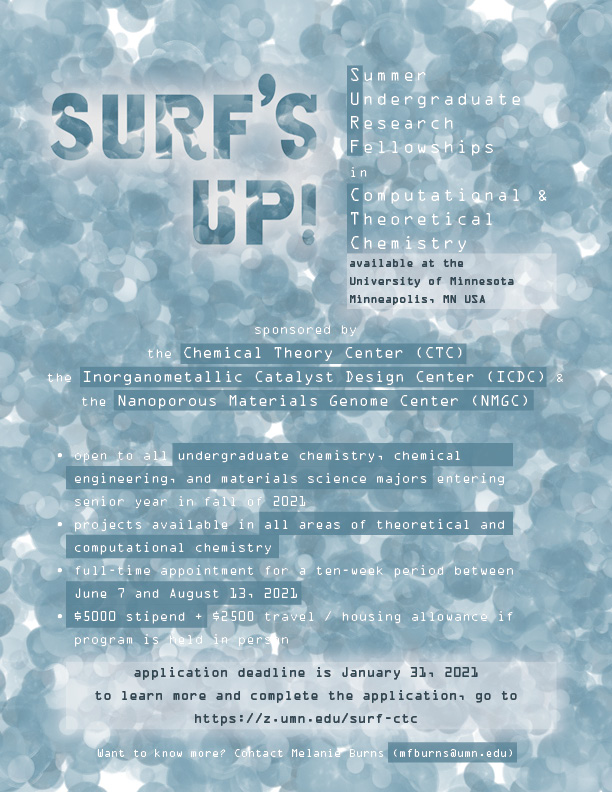 SURF'S
UP!
Summer
Undergraduate
Research
Fellowships
in
Computational &
Theoretical
Chemistry
available at the
University of Minnesota
Minneapolis, MN USA
sponsored by
the Chemical Theory Center (CTC)
the Inorganometallic Catalyst Design Center (ICDC) &
the Nanoporous Materials Genome Center (NMGC)
• open to all undergraduate chemistry, chemical
engineering, and materials science majors entering
senior year in fall of 2021
• projects available in all areas of theoretical and
computational chemistry
• full-time appointment for a ten-week period between
June 7 and August 13, 2021
• $5000 stipend + $2500 travel / housing allowance if
program is held in person
application deadline is January 31, 2021
to learn more and complete the application, go to
https://z.umn.edu/surf-ctc
Want to know more? Contact Melanie Burns (mfburns@umn.edu)